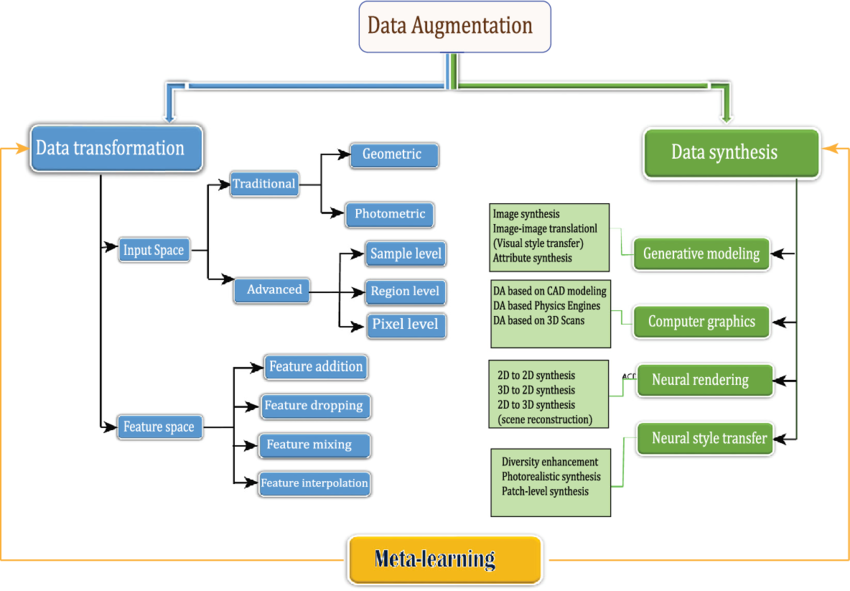 Data Augmentation
Data transformation
Data synthesis
Input Space
Traditional
Geometric
Photometric
Advanced
Sample level
Region level
Pixel level
Feature space
Feature addition
Feature dropping
Feature mixing
Feature interpolation
Image synthesis
Image-image translationl
(Visual style transfer)
Attribute synthesis
Generative modeling
DA based on CAD modeling
DA based Physics Engines
DA based on 3D Scans
Computer graphics
2D to 2D synthesis
3D to 2D synthesis
2D to 3D synthesis
(scene reconstruction)
Neural rendering
Diversity enhancement
Photorealistic synthesis
Patch-level synthesis
Neural style transfer
Meta-learning